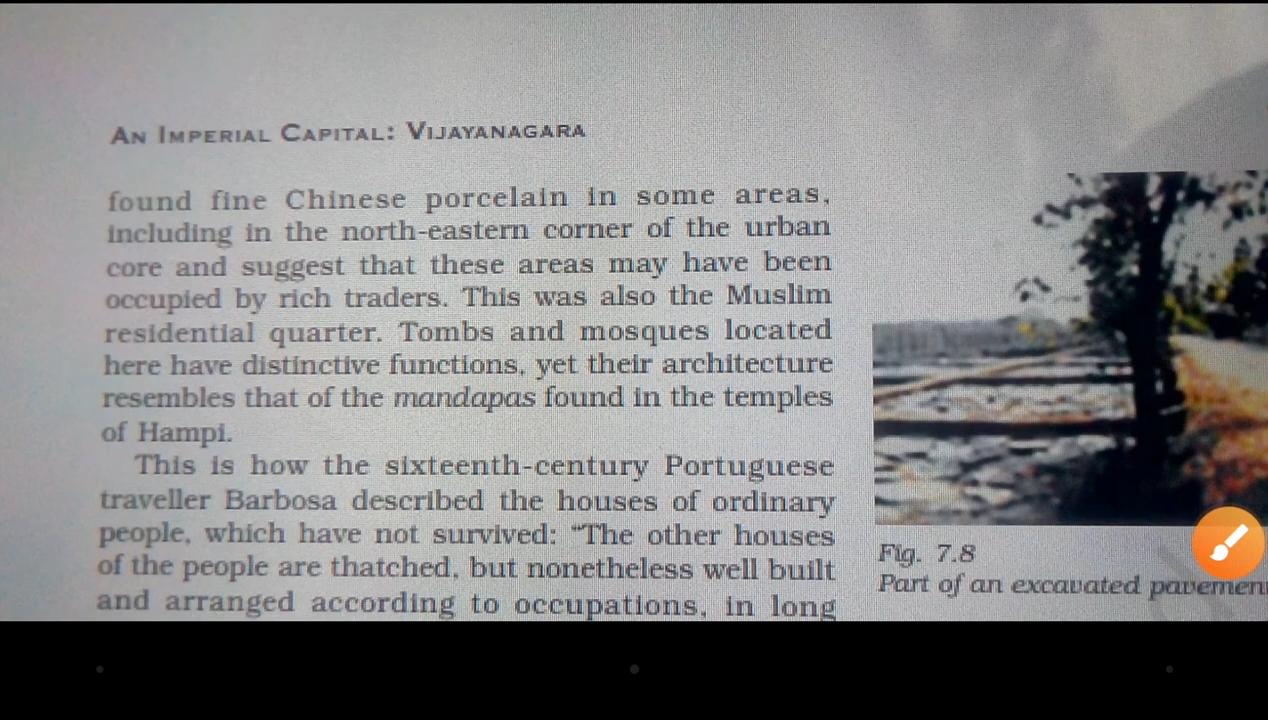 AN IMPERIAL CAPITAL: VIJAYANAGARA
found fine Chinese porcelain in some areas,
including in the north-eastern corner of the urban
core and suggest that these areas may have been
occupied by rich traders. This was also the Muslim
residential quarter. Tombs and mosques located
here have distinctive functions, yet their architecture
resembles that of the mandapas found in the temples
of Hampi.
This is how the sixteenth-century Portuguese
traveller Barbosa described the houses of ordinary
people, which have not survived: “The other houses
of the people are thatched, but nonetheless well built
and arranged according to occupations, in long
Fig. 7.8
Part of an excavated pavement